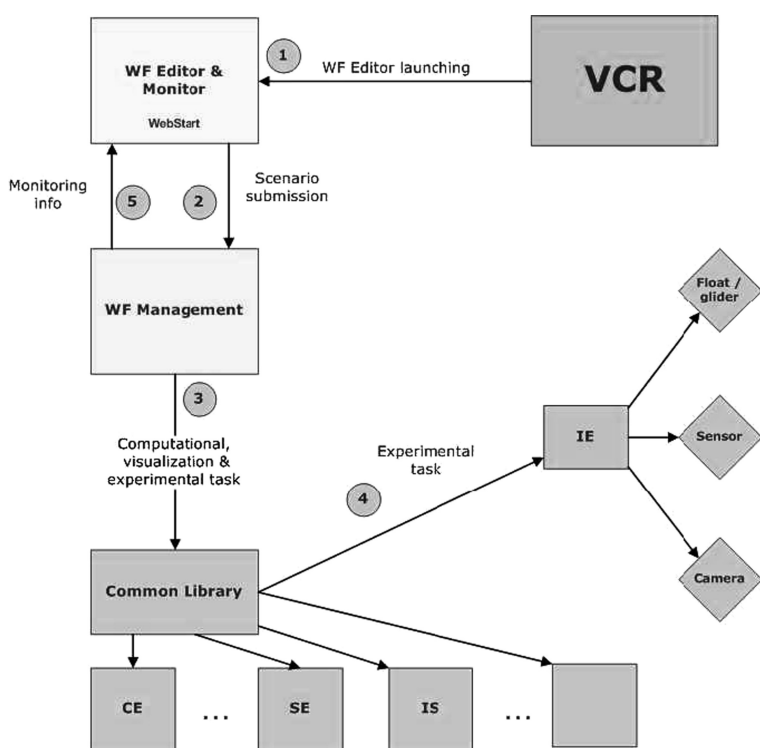 WF Editor &
Monitor
WebStart
1
WF Editor launching
VCR
Monitoring
info
5
2
Scenario
submission
WF Management
Float /
glider
3
Computational,
visualization &
experimental task
Experimental
task
4
IE
Sensor
Camera
Common Library
CE
...
SE
IS
...